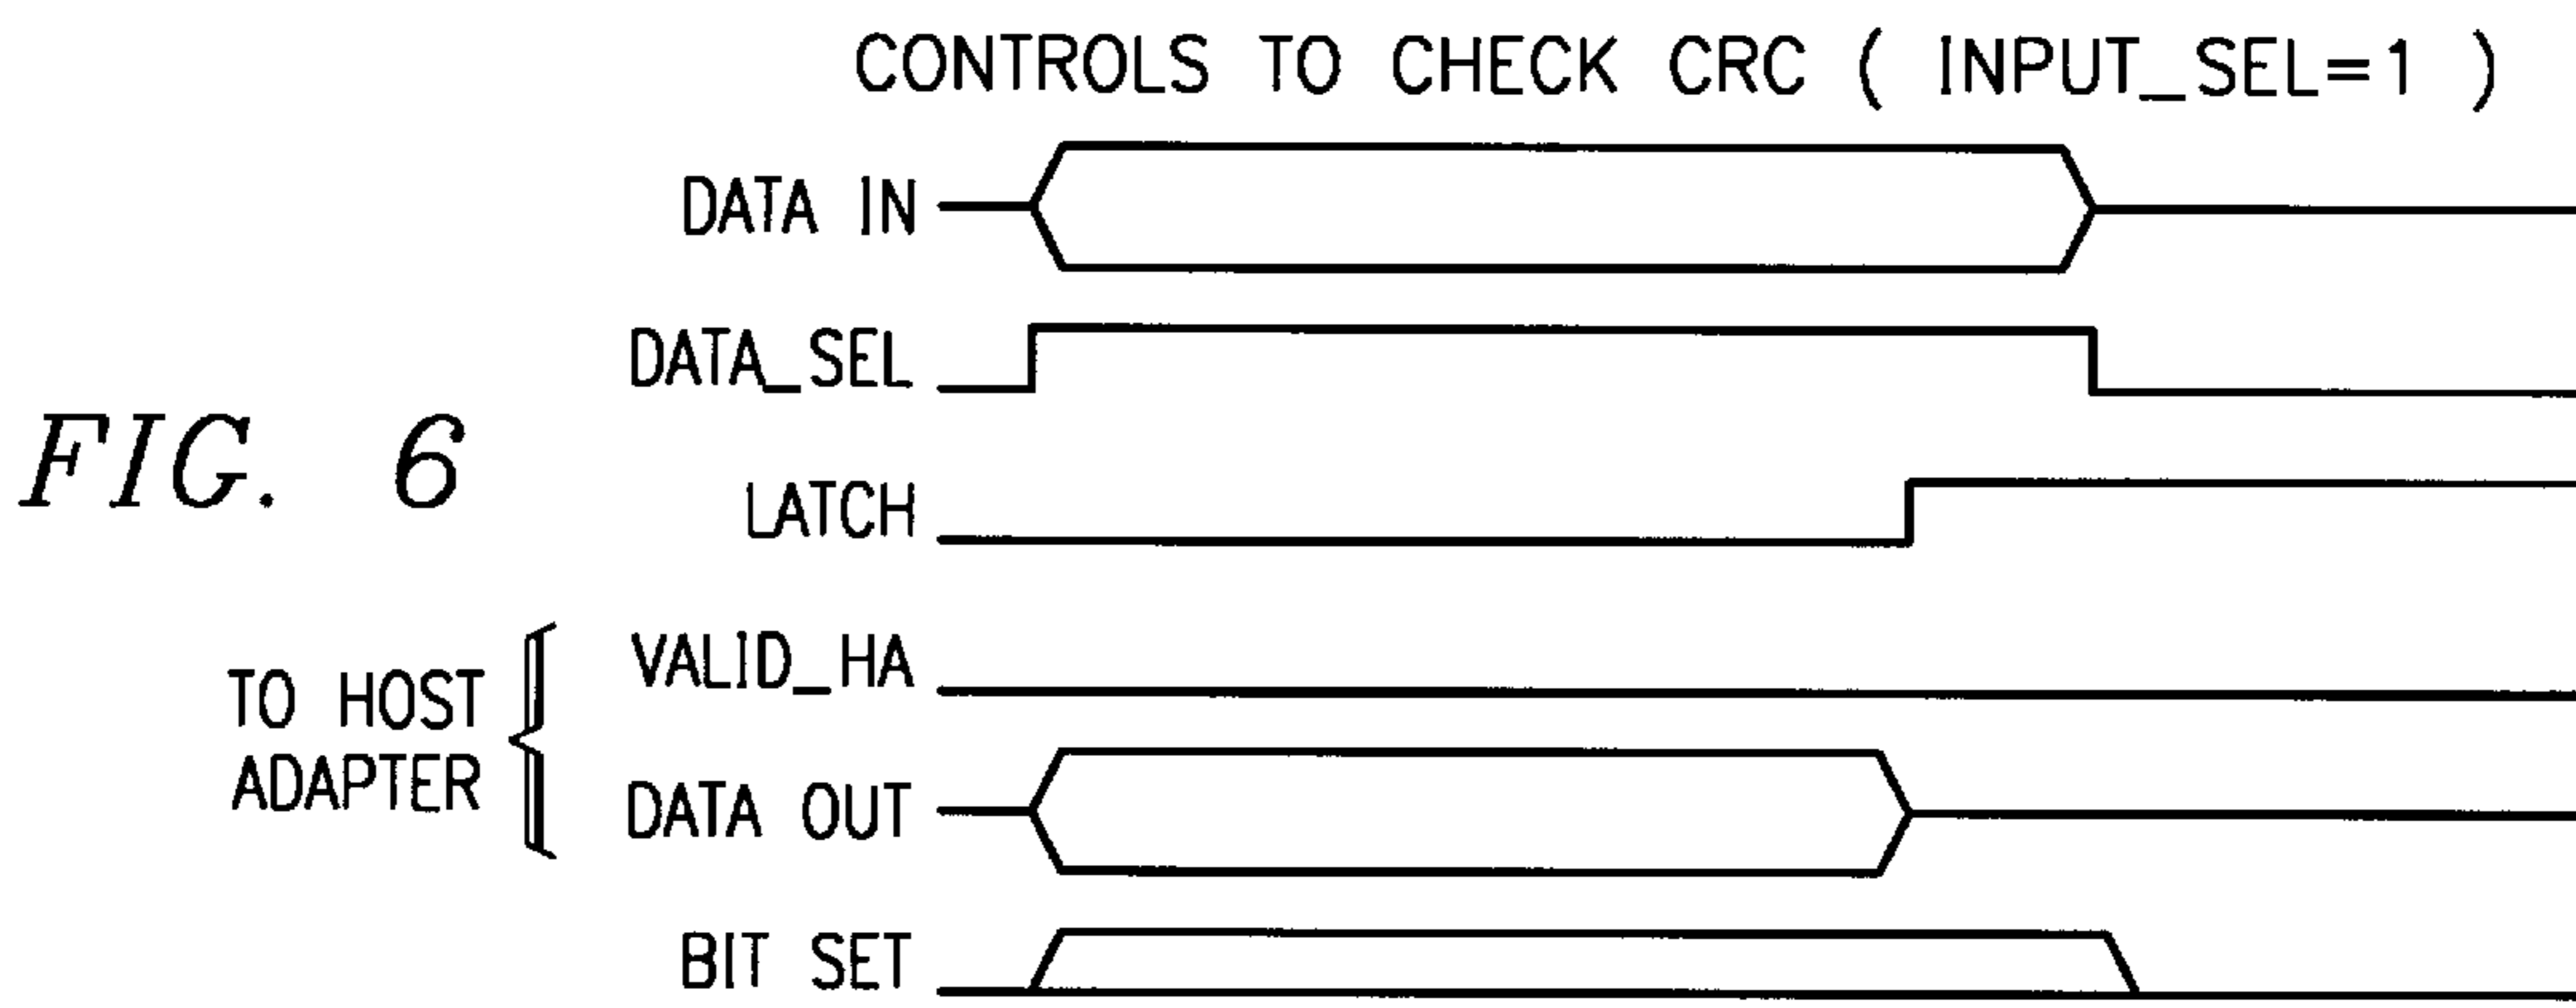 CONTROLS TO CHECK CRC ( INPUT_SEL=1 )
DATA IN
DATA_SEL
FIG. 6
LATCH
VALID_HA
TO HOST
ADAPTER
DATA OUT
BIT SET